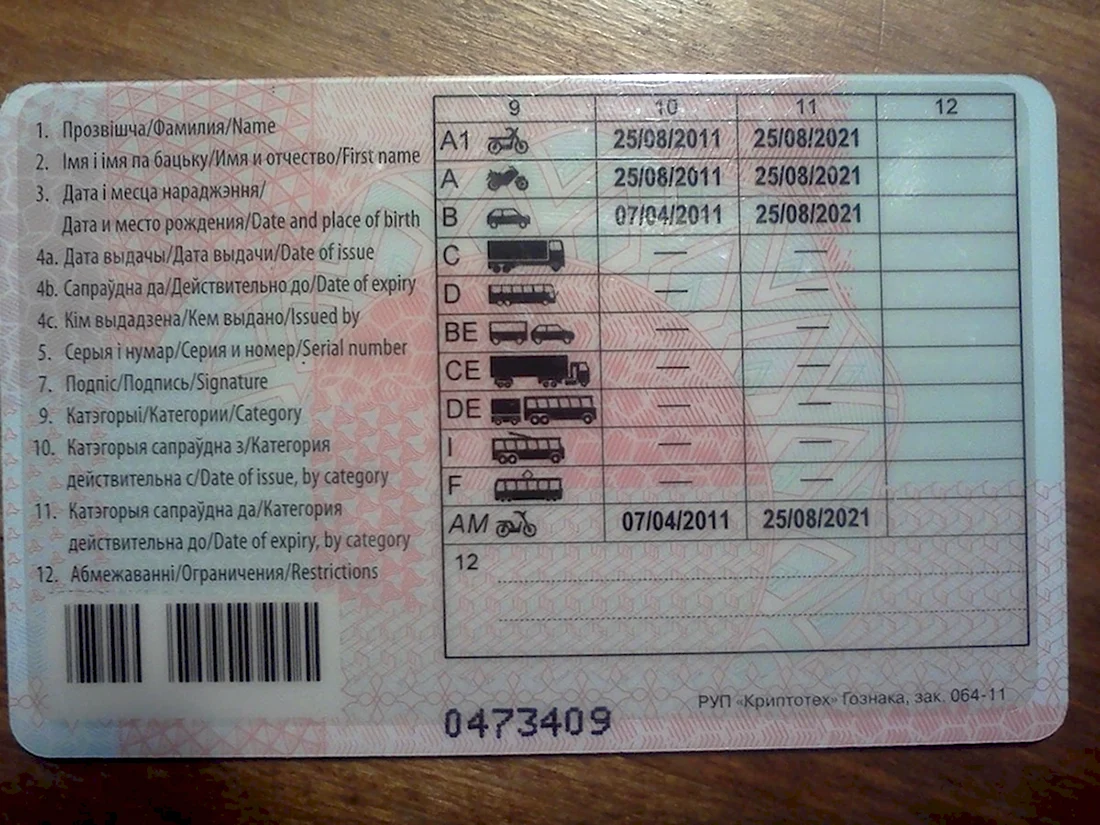 1. Прозвішча/Фамилия/Name
2. Імя і імя па бацьку/Имя и отчество/First name
3. Дата і месца нараджэння/
Дата и место рождения/Date and place of birth
4a. Дата выдачы/Дата выдачи/Date of issue
4b. Сапраўдна да/Действительно до/Date of expiry
4c. Кім выдадзена/Кем выдано/Issued by
5. Серыя і нумар/Серия и номер/Serial number
7. Подпіс/Подпись/Signature
9. Катэгорыі/Категории/Category
10. Катэгорыя сапраўдна з/Категория
действительна с/Date of issue, by category
11. Катэгорыя сапраўдна да/Категория
действительна до/Date of expiry, by category
12. Абмежаванні/Ограничения/Restrictions
9 10 11 12
A1 25/08/2011 25/08/2021
A 25/08/2011 25/08/2021
B 07/04/2011 25/08/2021
C — —
D — —
BE — —
CE — —
DE — —
I — —
F — —
AM 07/04/2011 25/08/2021
12
РУП «Криптотех» Гознака, зак. 064-11
0473409